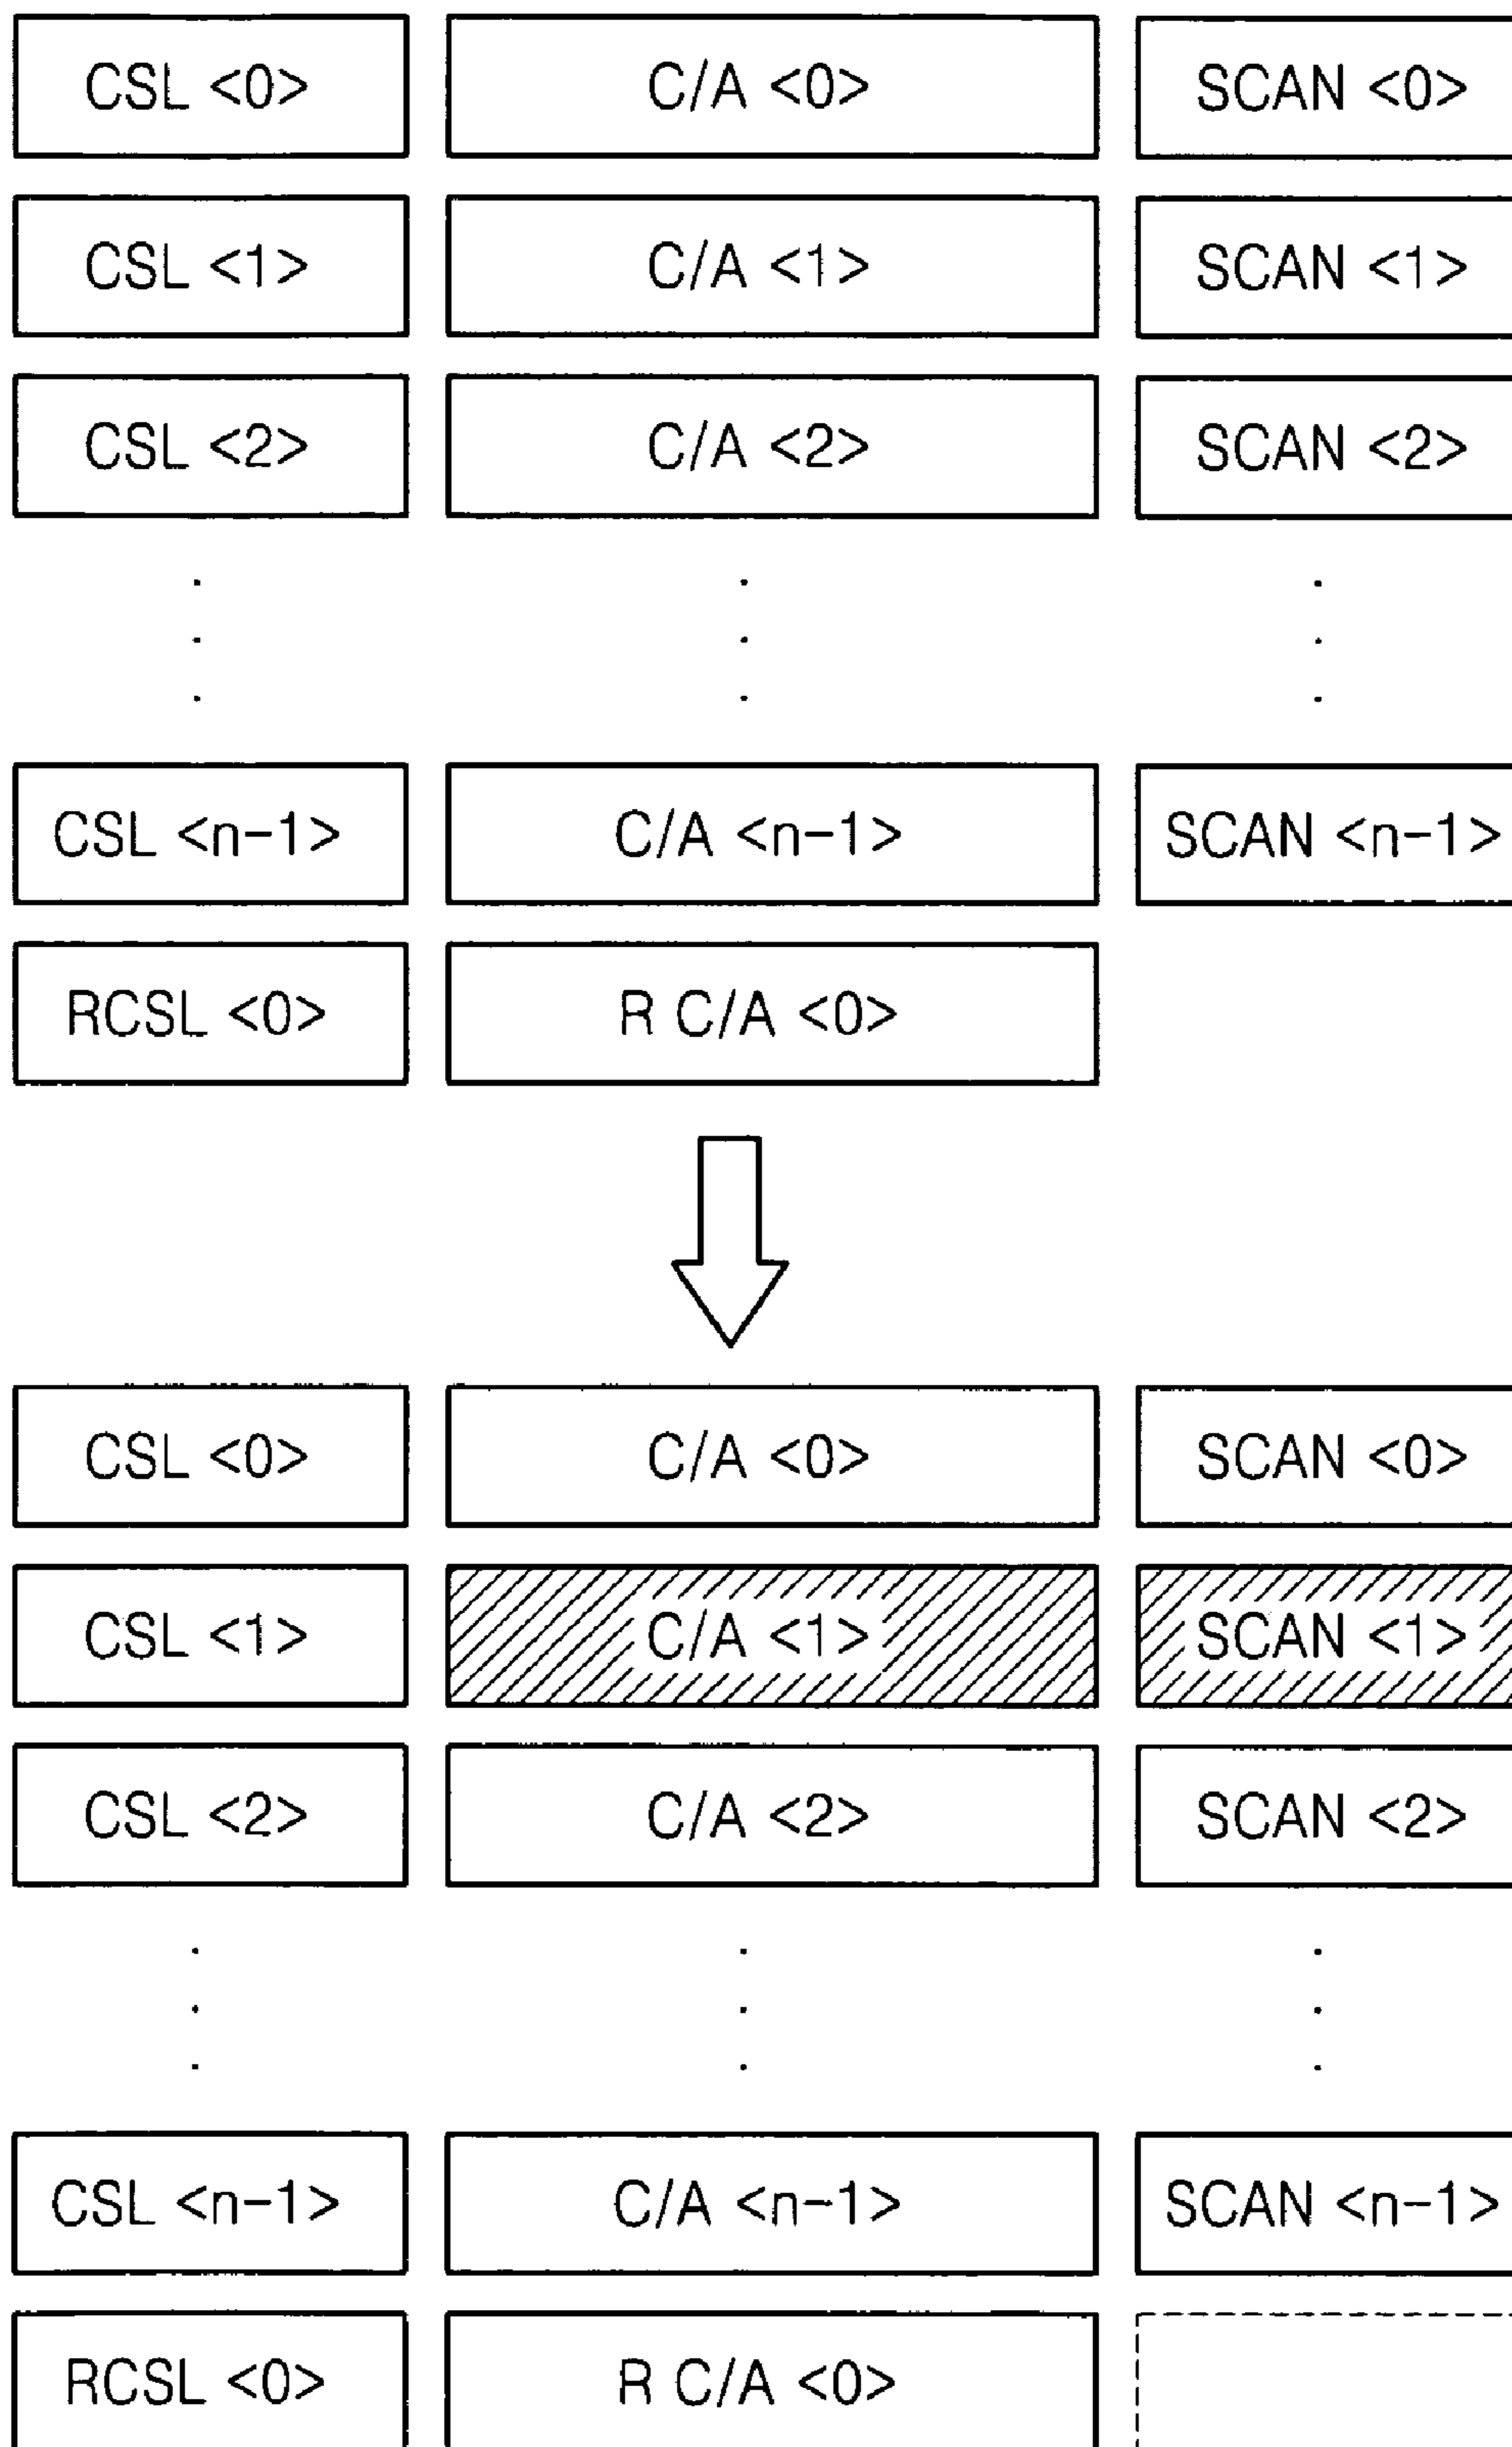 CSL <0> C/A <0> SCAN <0>
CSL <1> C/A <1> SCAN <1>
CSL <2> C/A <2> SCAN <2>
CSL <n-1> C/A <n-1> SCAN <n-1>
RCSL <0> R C/A <0>
CSL <0> C/A <0> SCAN <0>
CSL <1> C/A <1> SCAN <1>
CSL <2> C/A <2> SCAN <2>
CSL <n-1> C/A <n-1> SCAN <n-1>
RCSL <0> R C/A <0>